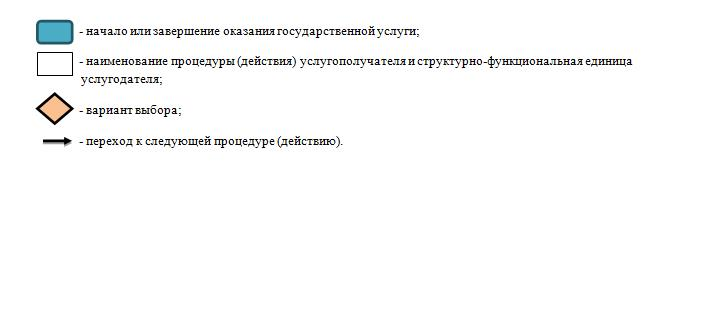 - начало или завершение оказания государственной услуги;
- наименование процедуры (действия) услугополучателя и структурно-функциональная единица
услугодателя;
- вариант выбора;
- переход к следующей процедуре (действию).